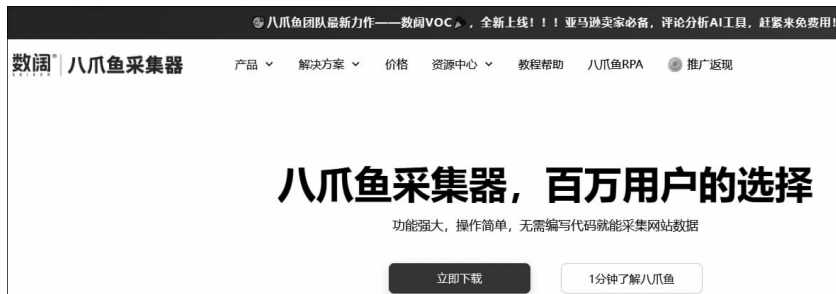 八爪鱼团队最新力作——数阔VOC，全新上线！！！亚马逊卖家必备，评论分析AI工具，赶紧来免费用！
数阔 八爪鱼采集器 产品 解决方案 价格 资源中心 教程帮助 八爪鱼RPA 推广返现
八爪鱼采集器，百万用户的选择
功能强大，操作简单，无需编写代码就能采集网站数据
立即下载 1分钟了解八爪鱼